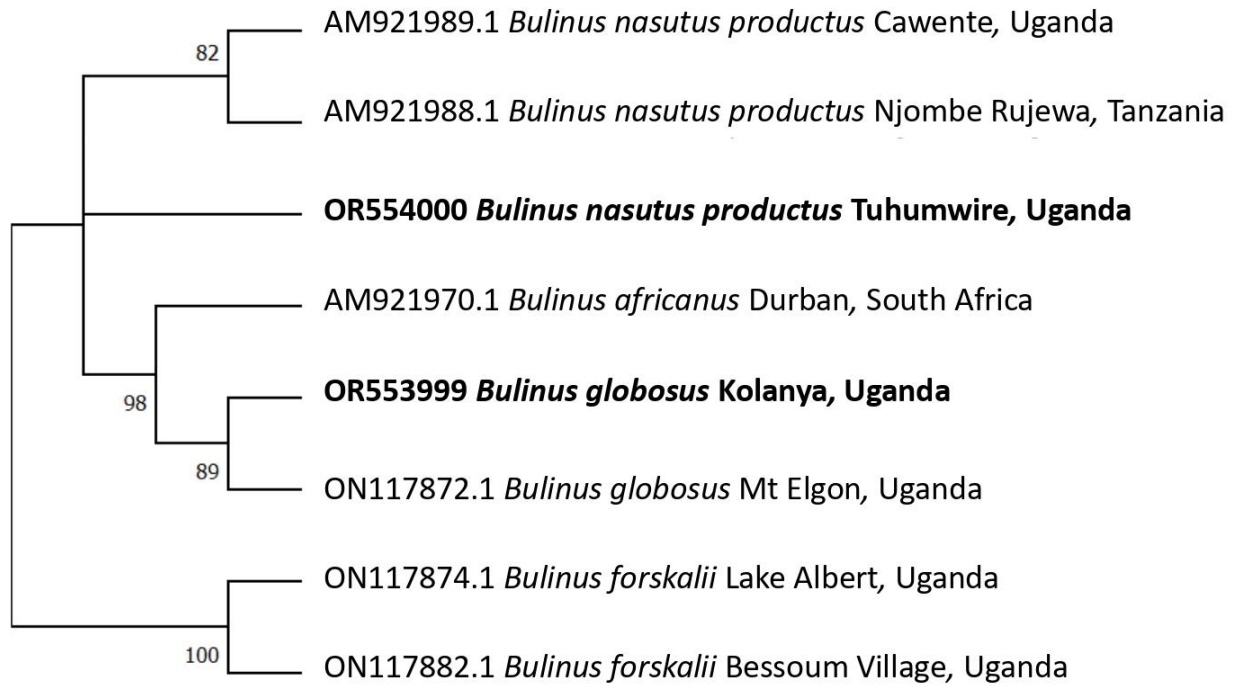 AM921989.1 Bulinus nasutus productus Cawente, Uganda
82
AM921988.1 Bulinus nasutus productus Njombe Rujewa, Tanzania
OR554000 Bulinus nasutus productus Tuhumwire, Uganda
AM921970.1 Bulinus africanus Durban, South Africa
OR553999 Bulinus globosus Kolanya, Uganda
98
89
ON117872.1 Bulinus globosus Mt Elgon, Uganda
ON117874.1 Bulinus forskalii Lake Albert, Uganda
100
ON117882.1 Bulinus forskalii Bessoum Village, Uganda